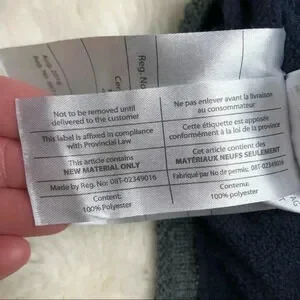 Reg. No
Not to be removed until
delivered to the customer
This label is affixed in compliance
with Provincial Law
This article contains
NEW MATERIAL ONLY
Made by Reg. No: 08T-02349016
Content:
100% Polyester
Ne pas enlever avant la livraison
au consommateur
Cette étiquette est apposée
conformément à la loi de la province
Cet article contient des
MATÉRIAUX NEUFS SEULEMENT
Fabriqué par No de permis: 08T-02349016
Contenu:
100% Polyester